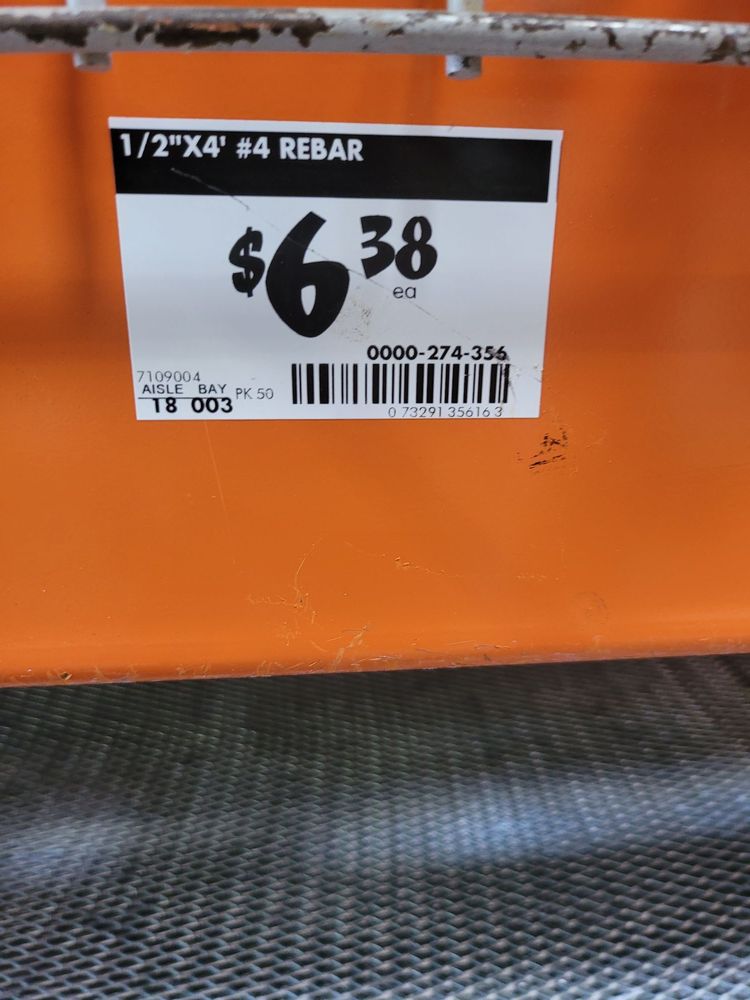 1/2"X4' #4 REBAR
$6 38
ea
0000-274-356
7109004
AISLE BAY PK 50
18 003
0 73291 35616 3